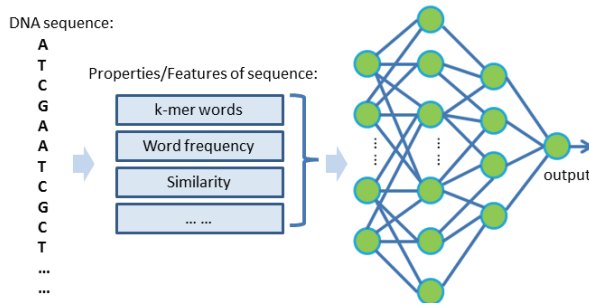 DNA sequence:
A
T
C
G
A
A
T
C
G
C
T
...
...
Properties/Features of sequence:
k-mer words
Word frequency
Similarity
... ...
output